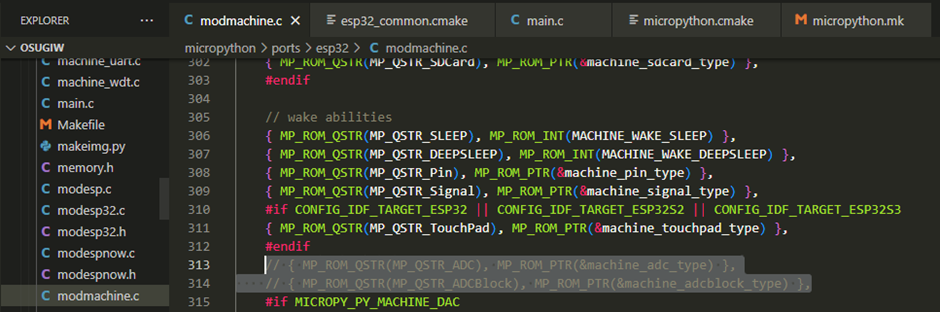 EXPLORER
OSUGIW
machine_uart.c
machine_wdt.c
main.c
Makefile
makeimg.py
memory.h
modesp.c
modesp32.c
modesp32.h
modespnow.c
modespnow.h
modmachine.c
modmachine.c esp32_common.cmake main.c micropython.cmake micropython.mk
micropython > ports > esp32 > modmachine.c
302 { MP_ROM_QSTR(MP_QSTR_SDCard), MP_ROM_PTR(&machine_sdcard_type) },
303 #endif
304
305 // wake abilities
306 { MP_ROM_QSTR(MP_QSTR_SLEEP), MP_ROM_INT(MACHINE_WAKE_SLEEP) },
307 { MP_ROM_QSTR(MP_QSTR_DEEPSLEEP), MP_ROM_INT(MACHINE_WAKE_DEEPSLEEP) },
308 { MP_ROM_QSTR(MP_QSTR_Pin), MP_ROM_PTR(&machine_pin_type) },
309 { MP_ROM_QSTR(MP_QSTR_Signal), MP_ROM_PTR(&machine_signal_type) },
310 #if CONFIG_IDF_TARGET_ESP32 || CONFIG_IDF_TARGET_ESP32S2 || CONFIG_IDF_TARGET_ESP32S3
311 { MP_ROM_QSTR(MP_QSTR_TouchPad), MP_ROM_PTR(&machine_touchpad_type) },
312 #endif
313 // { MP_ROM_QSTR(MP_QSTR_ADC), MP_ROM_PTR(&machine_adc_type) },
314 // { MP_ROM_QSTR(MP_QSTR_ADCBlock), MP_ROM_PTR(&machine_adcblock_type) },
315 #if MICROPY_PY_MACHINE_DAC